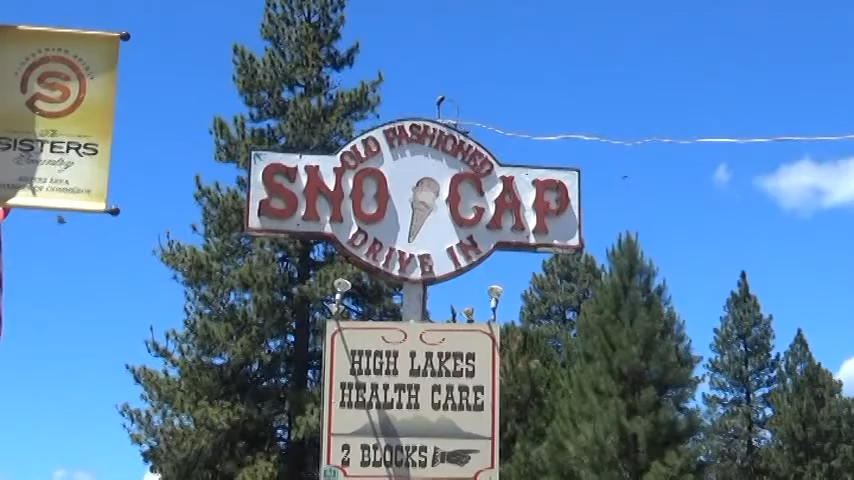 SISTERS
Country
OLD FASHIONED
SNO CAP
DRIVE IN
HIGH LAKES
HEALTH CARE
2 BLOCKS